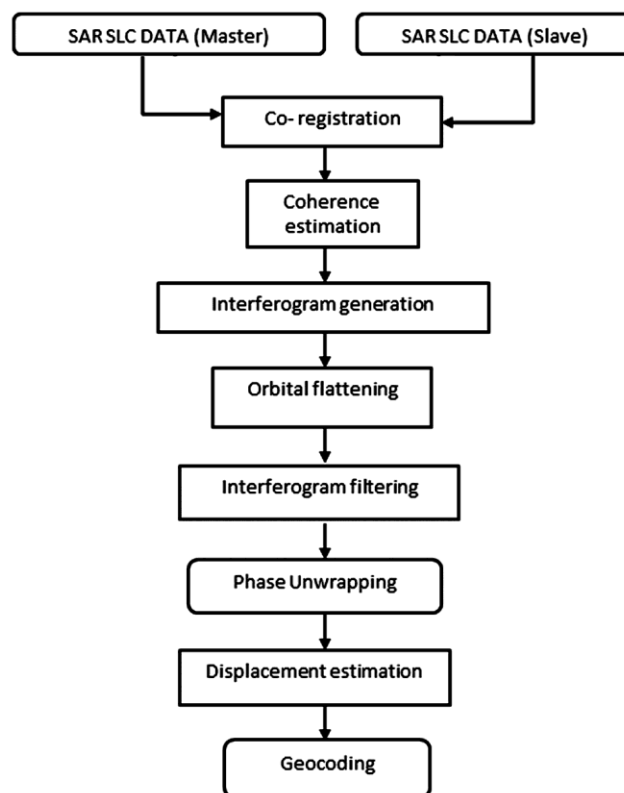 SAR SLC DATA (Master)
SAR SLC DATA (Slave)
Co- registration
Coherence
estimation
Interferogram generation
Orbital flattening
Interferogram filtering
Phase Unwrapping
Displacement estimation
Geocoding